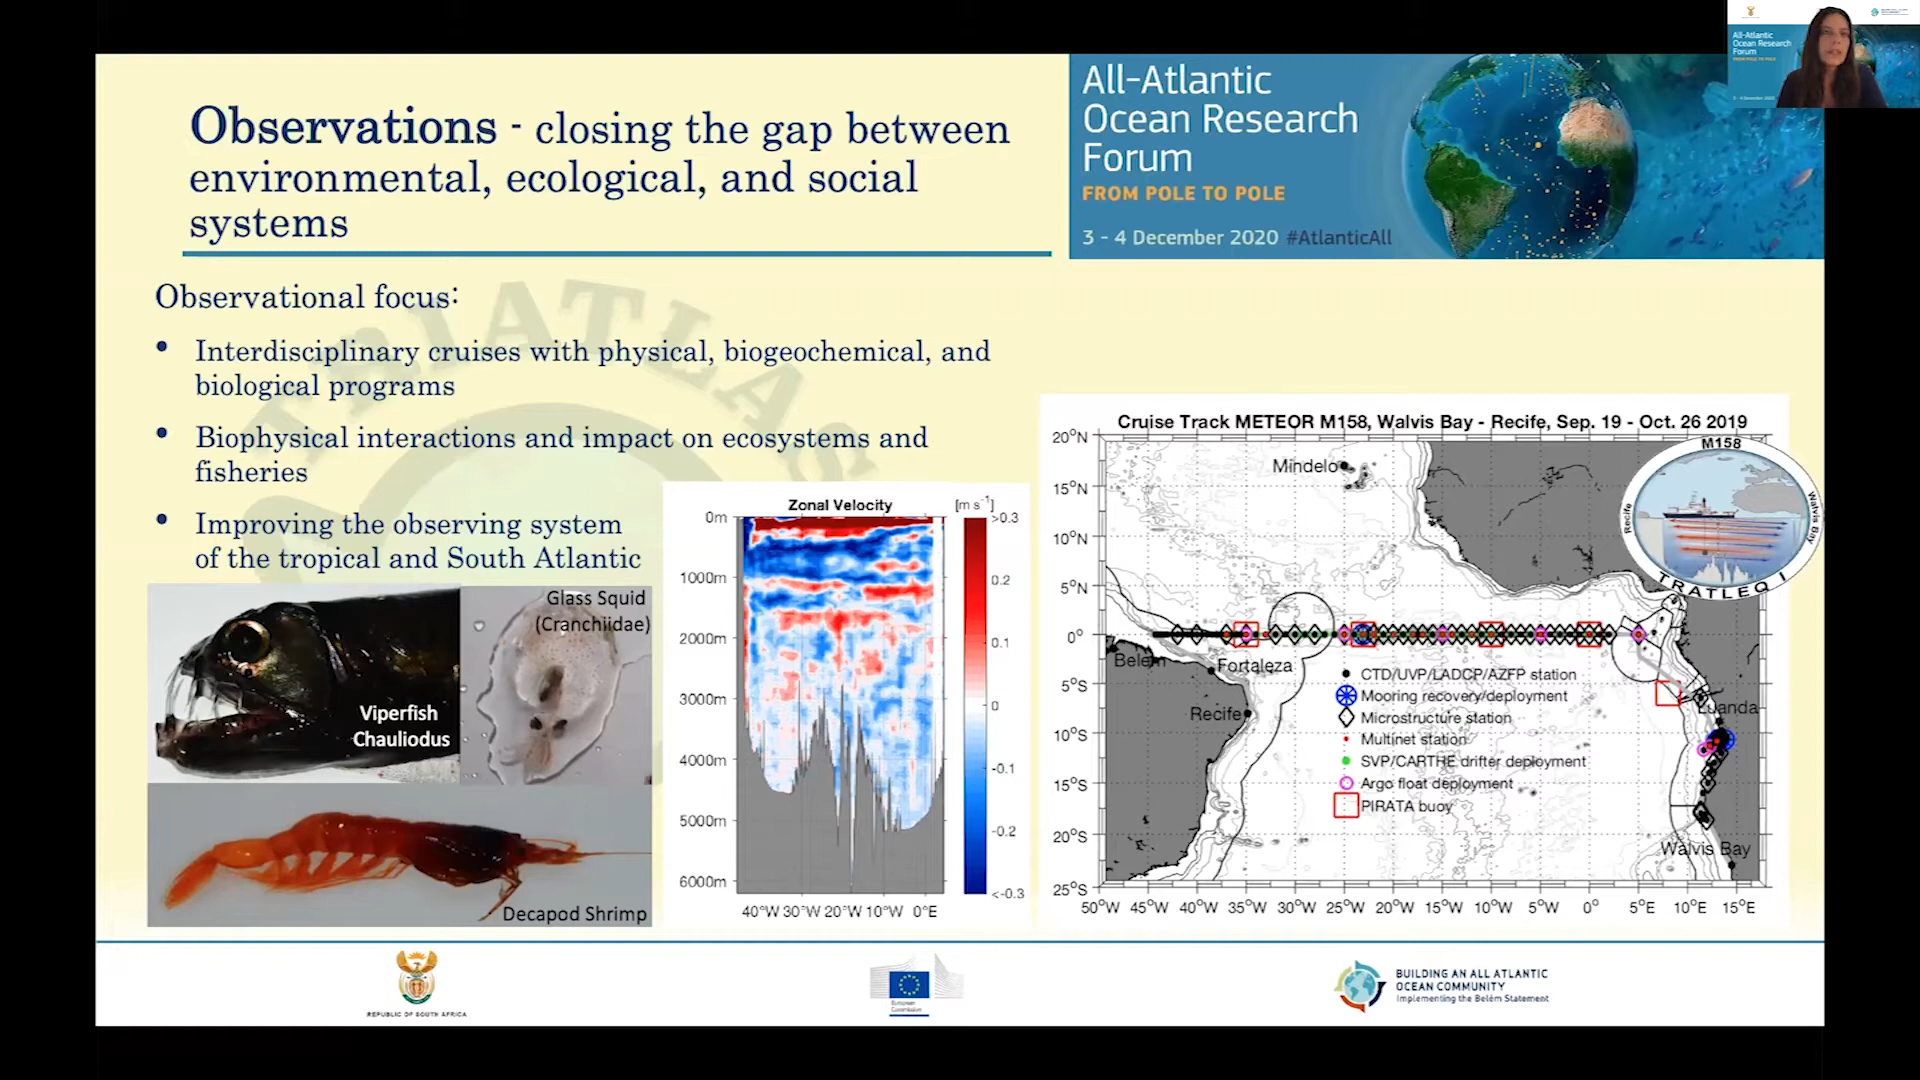 Observations - closing the gap between
environmental, ecological, and social
systems
All-Atlantic
Ocean Research
Forum
FROM POLE TO POLE
3 - 4 December 2020 #AtlanticAll
All-Atlantic
Ocean Research
Forum
FROM POLE TO POLE
Observational focus:
• Interdisciplinary cruises with physical, biogeochemical, and
biological programs
• Biophysical interactions and impact on ecosystems and
fisheries
• Improving the observing system
of the tropical and South Atlantic
TRIATLAS
Viperfish
Chauliodus
Glass Squid
(Cranchiidae)
Decapod Shrimp
Zonal Velocity
[m s-1]
0m
1000m
2000m
3000m
4000m
5000m
6000m
40°W 30°W 20°W 10°W 0°E
>0.3
0.2
0.1
0
-0.1
-0.2
<-0.3
Cruise Track METEOR M158, Walvis Bay - Recife, Sep. 19 - Oct. 26 2019
20°N
15°N
10°N
5°N
0°
5°S
10°S
15°S
20°S
25°S
50°W 45°W 40°W 35°W 30°W 25°W 20°W 15°W 10°W 5°W 0° 5°E 10°E 15°E
Mindelo
Belém
Fortaleza
Recife
Luanda
Walvis Bay
CTD/UVP/LADCP/AZFP station
Mooring recovery/deployment
Microstructure station
Multinet station
SVP/CARTHE drifter deployment
Argo float deployment
PIRATA buoy
M158
Recife
Walvis Bay
TRATLEQ I
REPUBLIC OF SOUTH AFRICA
European
Commission
BUILDING AN ALL ATLANTIC
OCEAN COMMUNITY
Implementing the Belém Statement